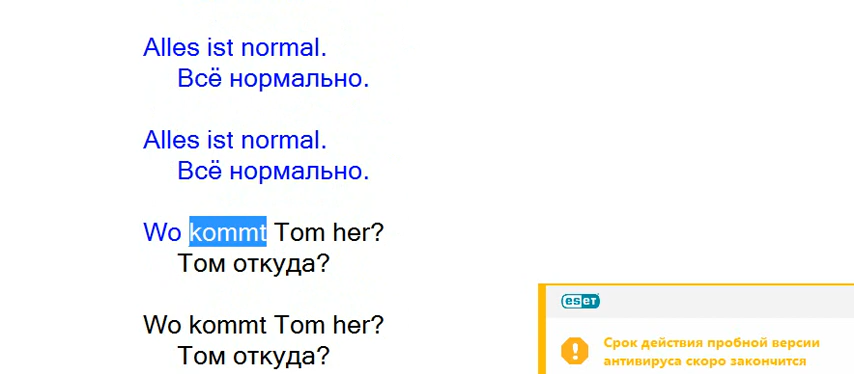 Alles ist normal.
Всё нормально.
Alles ist normal.
Всё нормально.
Wo kommt Tom her?
Том откуда?
Wo kommt Tom her?
Том откуда?
eset
Срок действия пробной версии
антивируса скоро закончится